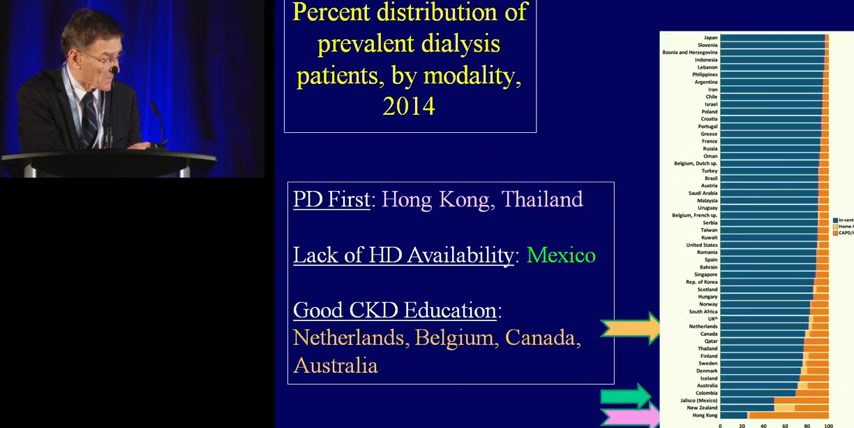 Percent distribution of
prevalent dialysis
patients, by modality,
2014
PD First: Hong Kong, Thailand
Lack of HD Availability: Mexico
Good CKD Education:
Netherlands, Belgium, Canada,
Australia
Japan
Slovenia
Bosnia and Herzegovina
Indonesia
Lebanon
Philippines
Argentina
Iran
Chile
Israel
Poland
Croatia
Portugal
Greece
France
Russia
Oman
Belgium, Dutch sp.
Turkey
Brazil
Austria
Saudi Arabia
Malaysia
Uruguay
Belgium, French sp.
Serbia
Taiwan
Kuwait
United States
Romania
Spain
Bahrain
Singapore
Rep. of Korea
Scotland
Hungary
Norway
South Africa
UK^
Netherlands
Canada
Qatar
Thailand
Finland
Sweden
Denmark
Iceland
Australia
Colombia
Jalisco (Mexico)
New Zealand
Hong Kong
0 20 40 60 80 100
In-cent
Home
CAPD/